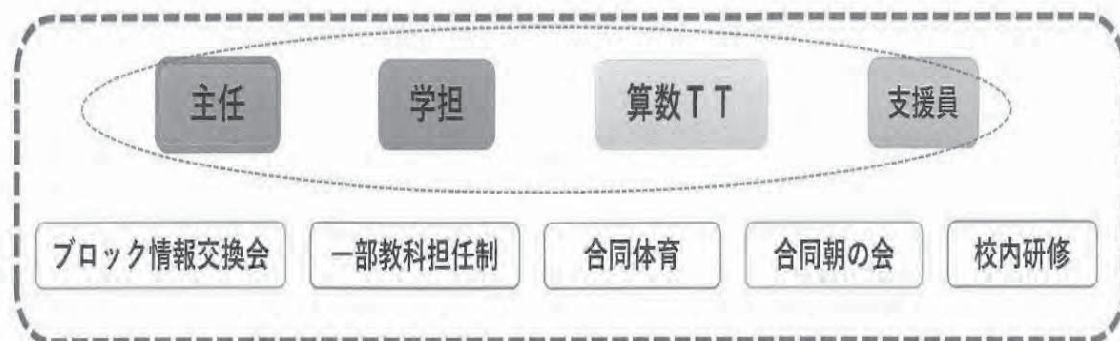 主任 学担 算数TT 支援員
ブロック情報交換会 一部教科担任制 合同体育 合同朝の会 校内研修